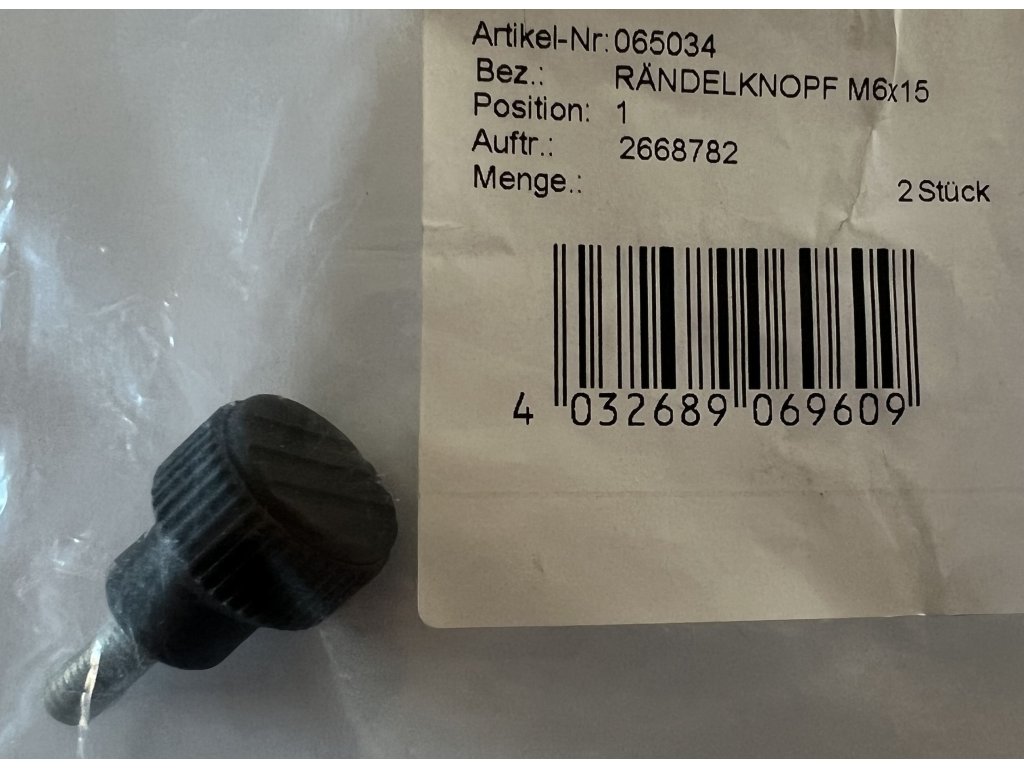 Artikel-Nr: 065034
Bez.: RÄNDELKNOPF M6x15
Position: 1
Auftr.: 2668782
Menge.: 2 Stück
4 032689 069609